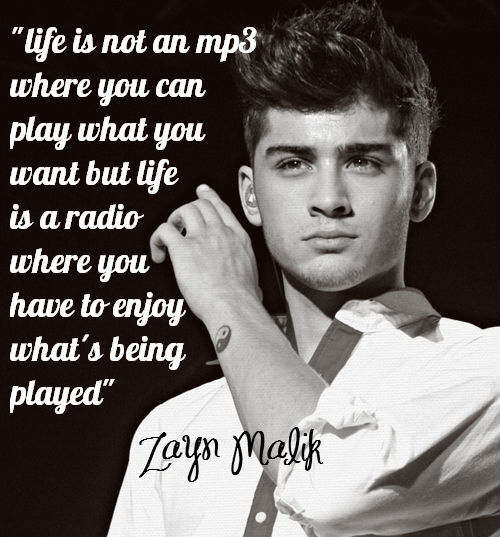 "life is not an mp3
where you can
play what you
want but life
is a radio
where you
have to enjoy
what's being
played"
Zayn Malik